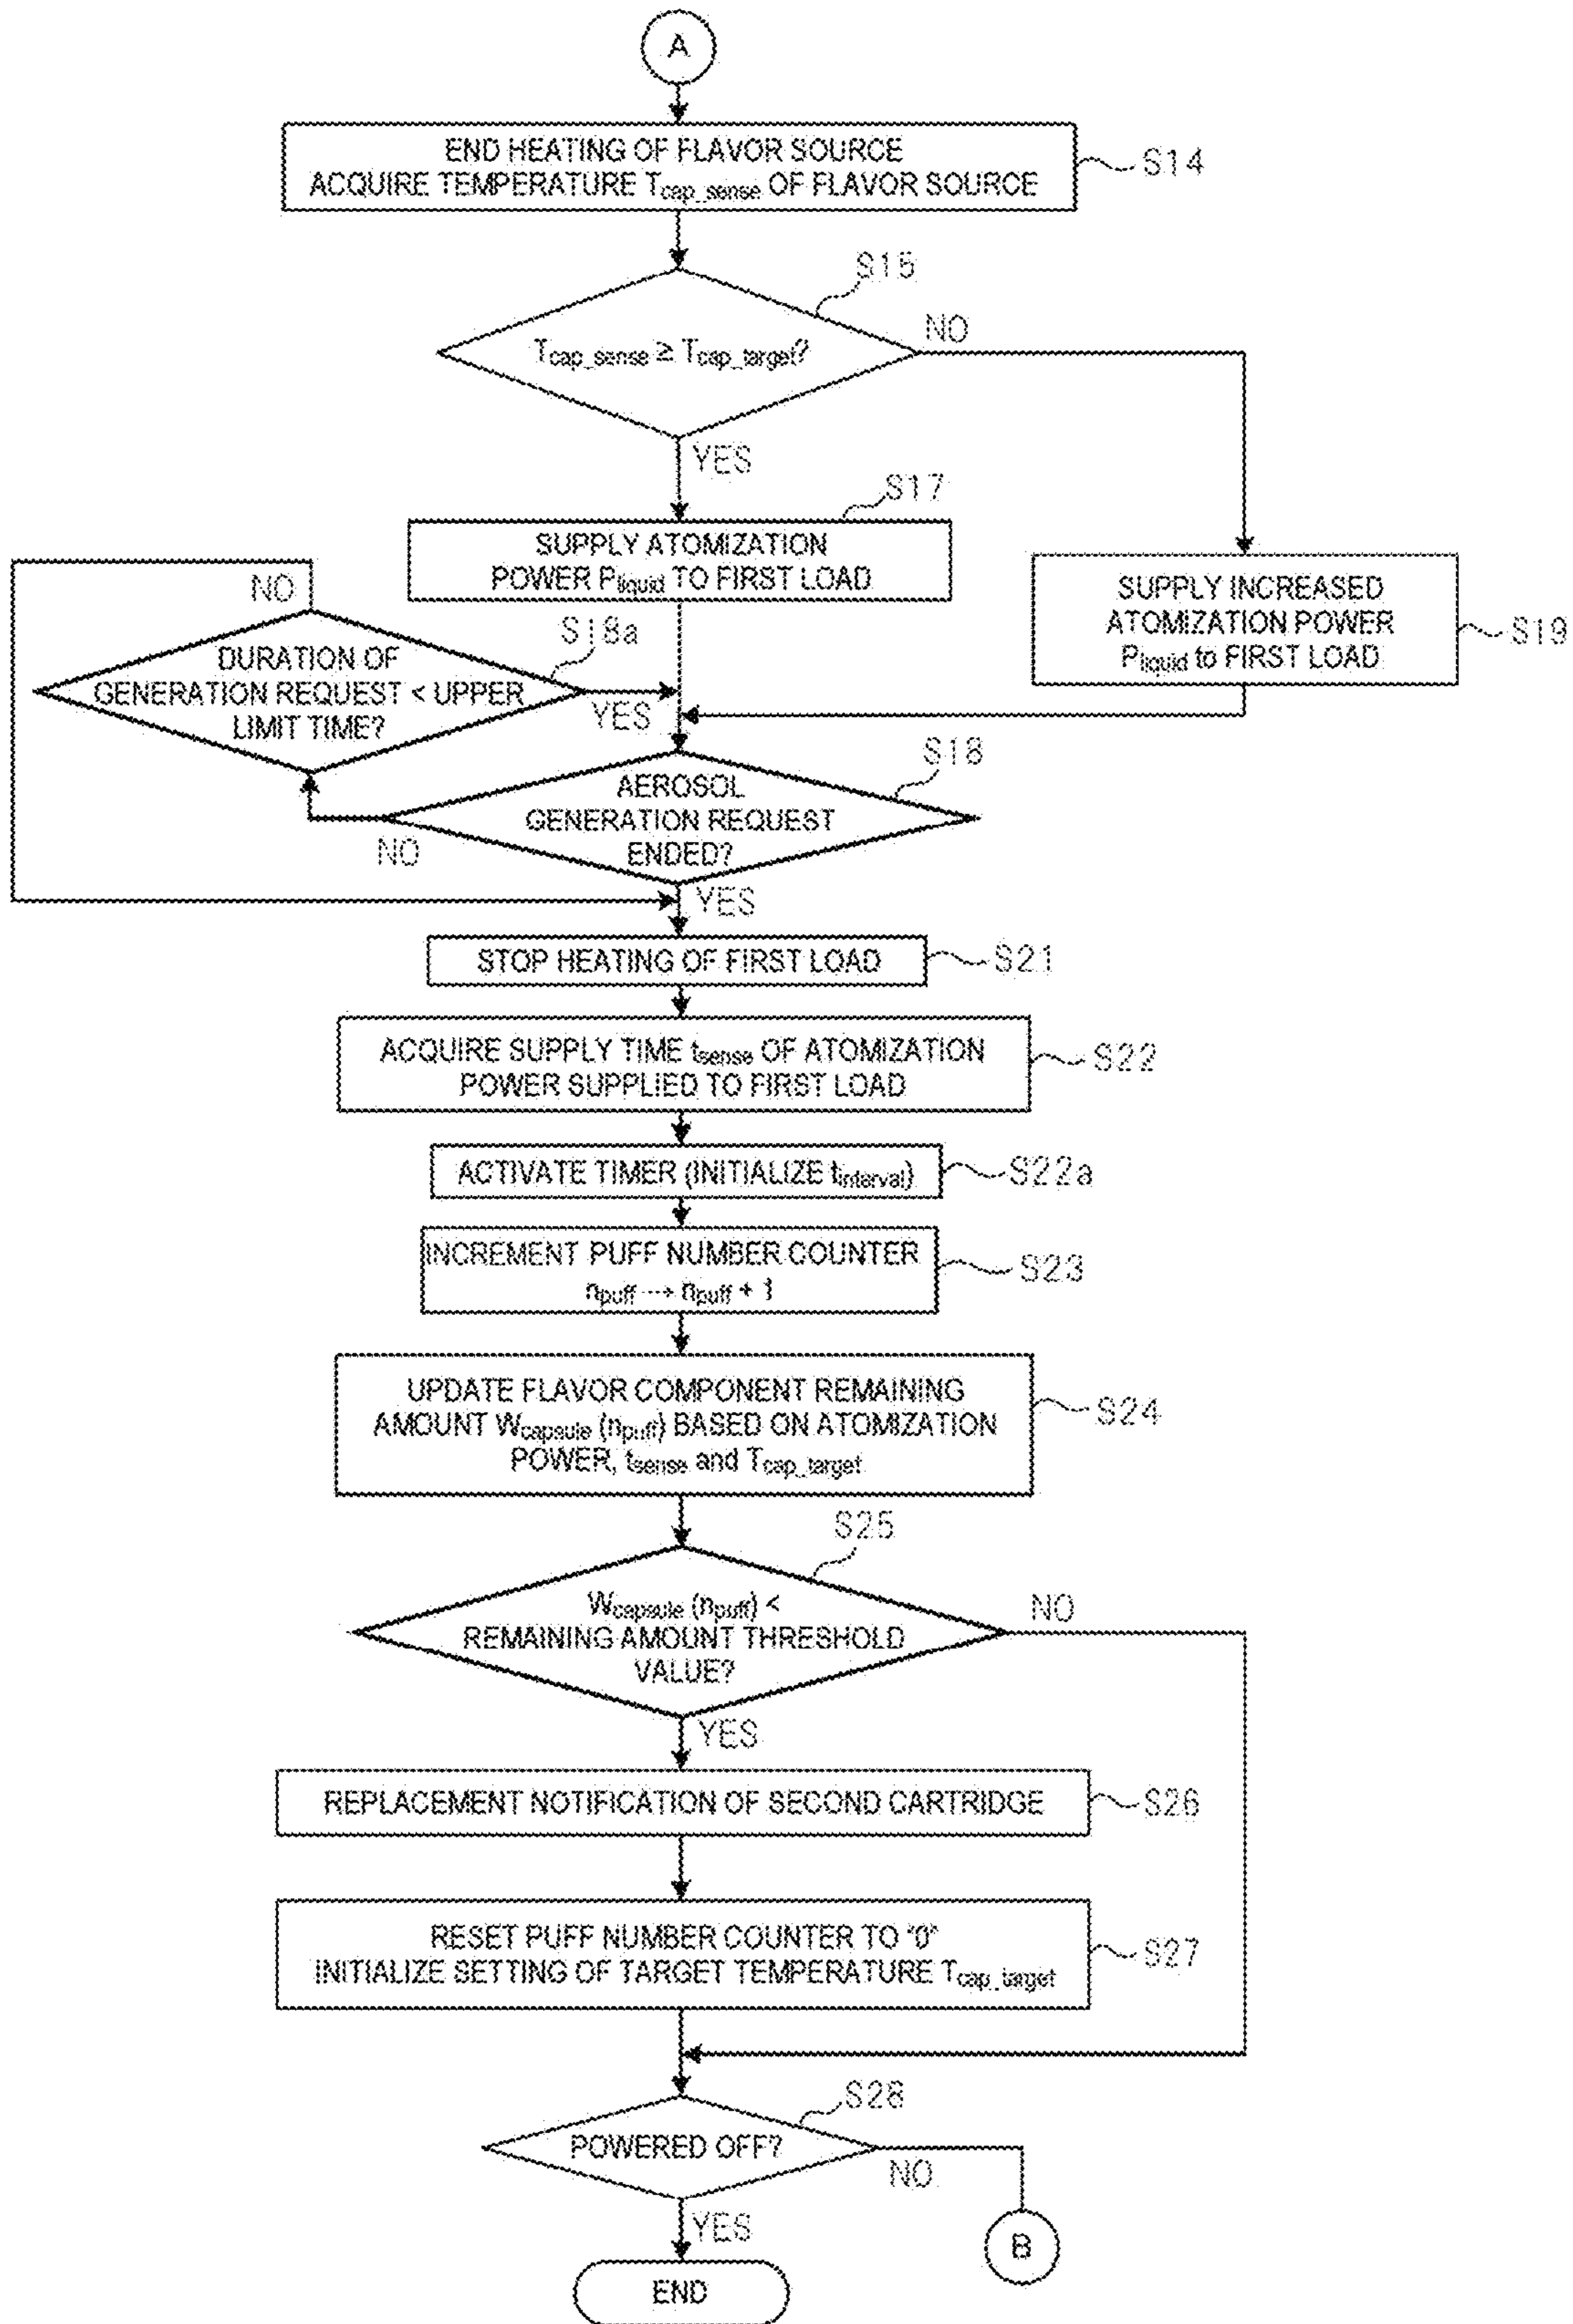 A
END HEATING OF FLAVOR SOURCE
ACQUIRE TEMPERATURE Tcap_sense OF FLAVOR SOURCE
S14
S15
Tcap_sense ≥ Tcap_target?
NO
YES
S17
SUPPLY ATOMIZATION
POWER Pliquid TO FIRST LOAD
SUPPLY INCREASED
ATOMIZATION POWER
Pliquid to FIRST LOAD
S19
NO
S18a
DURATION OF
GENERATION REQUEST < UPPER
LIMIT TIME?
YES
S18
AEROSOL
GENERATION REQUEST
ENDED?
NO
YES
STOP HEATING OF FIRST LOAD
S21
ACQUIRE SUPPLY TIME tsense OF ATOMIZATION
POWER SUPPLIED TO FIRST LOAD
S22
ACTIVATE TIMER (INITIALIZE tinterval)
S22a
INCREMENT PUFF NUMBER COUNTER
npuff → npuff + 1
S23
UPDATE FLAVOR COMPONENT REMAINING
AMOUNT Wcapsule (npuff) BASED ON ATOMIZATION
POWER, tsense and Tcap_target
S24
S25
Wcapsule (npuff) <
REMAINING AMOUNT THRESHOLD
VALUE?
NO
YES
REPLACEMENT NOTIFICATION OF SECOND CARTRIDGE
S26
RESET PUFF NUMBER COUNTER TO "0"
INITIALIZE SETTING OF TARGET TEMPERATURE Tcap_target
S27
S28
POWERED OFF?
NO
YES
B
END